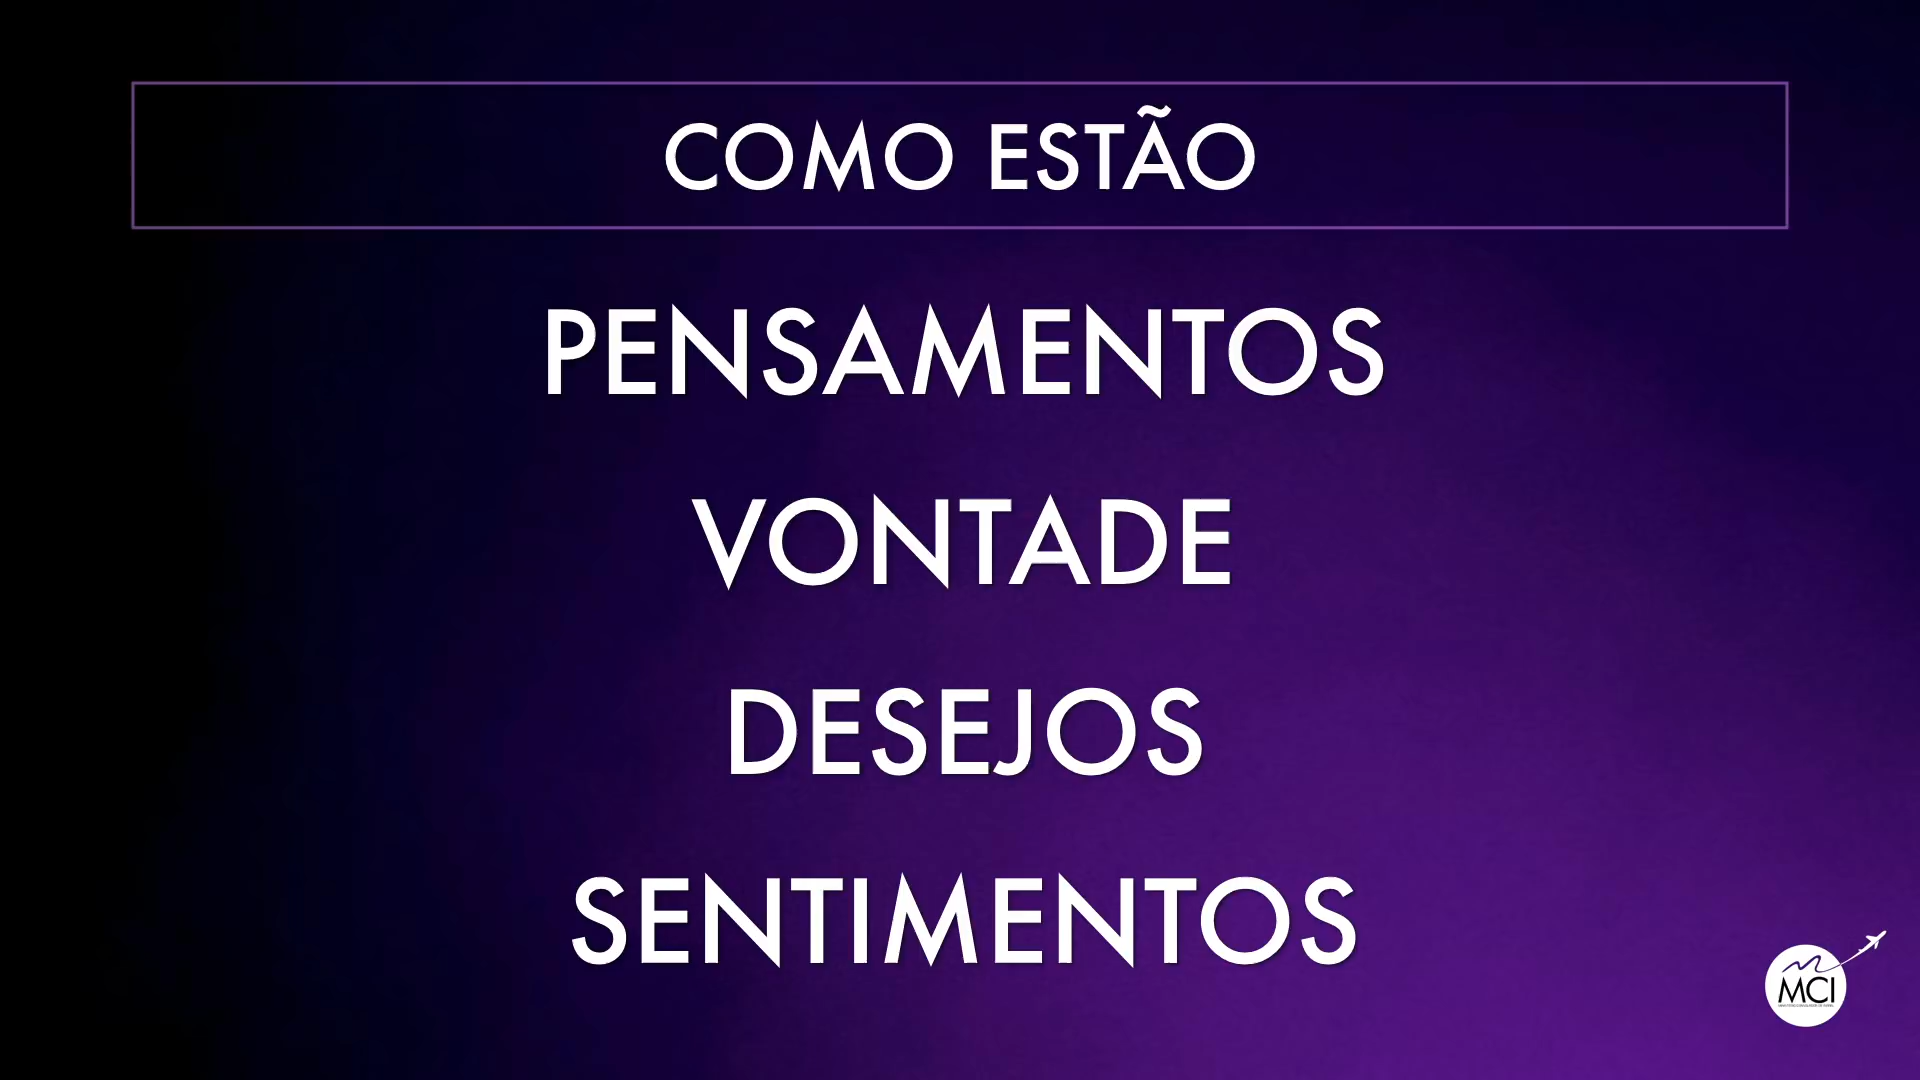 COMO ESTÃO
PENSAMENTOS
VONTADE
DESEJOS
SENTIMENTOS
MCI